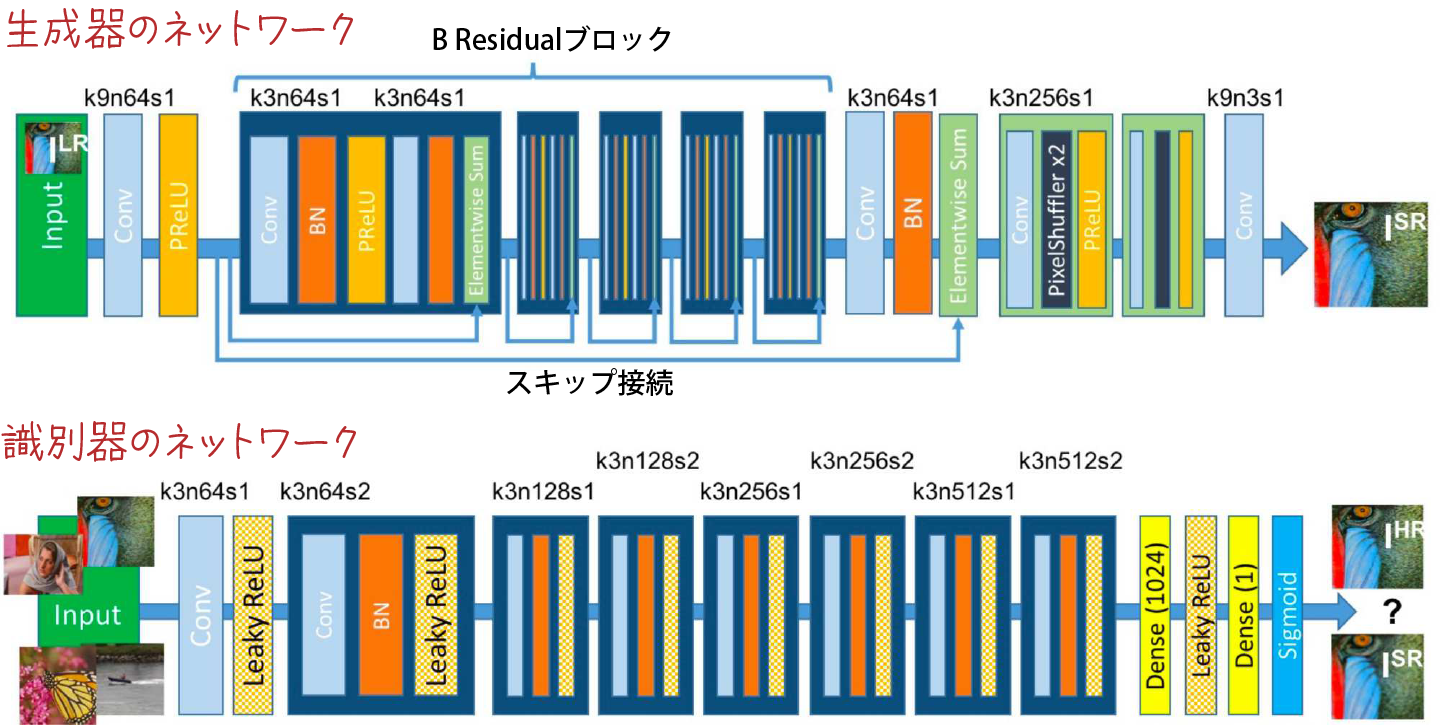 生成器のネットワーク
B Residualブロック
k9n64s1
k3n64s1
k3n64s1
k3n64s1
k3n256s1
k9n3s1
Input
I LR
Conv
PReLU
Conv
BN
PReLU
Elementwise Sum
Conv
BN
Elementwise Sum
Conv
PixelShuffler x2
PReLU
Conv
I SR
スキップ接続
識別器のネットワーク
k3n64s1
k3n64s2
k3n128s1
k3n128s2
k3n256s1
k3n256s2
k3n512s1
k3n512s2
Input
Conv
Leaky ReLU
Conv
BN
Leaky ReLU
Dense (1024)
Leaky ReLU
Dense (1)
Sigmoid
I HR
?
I SR